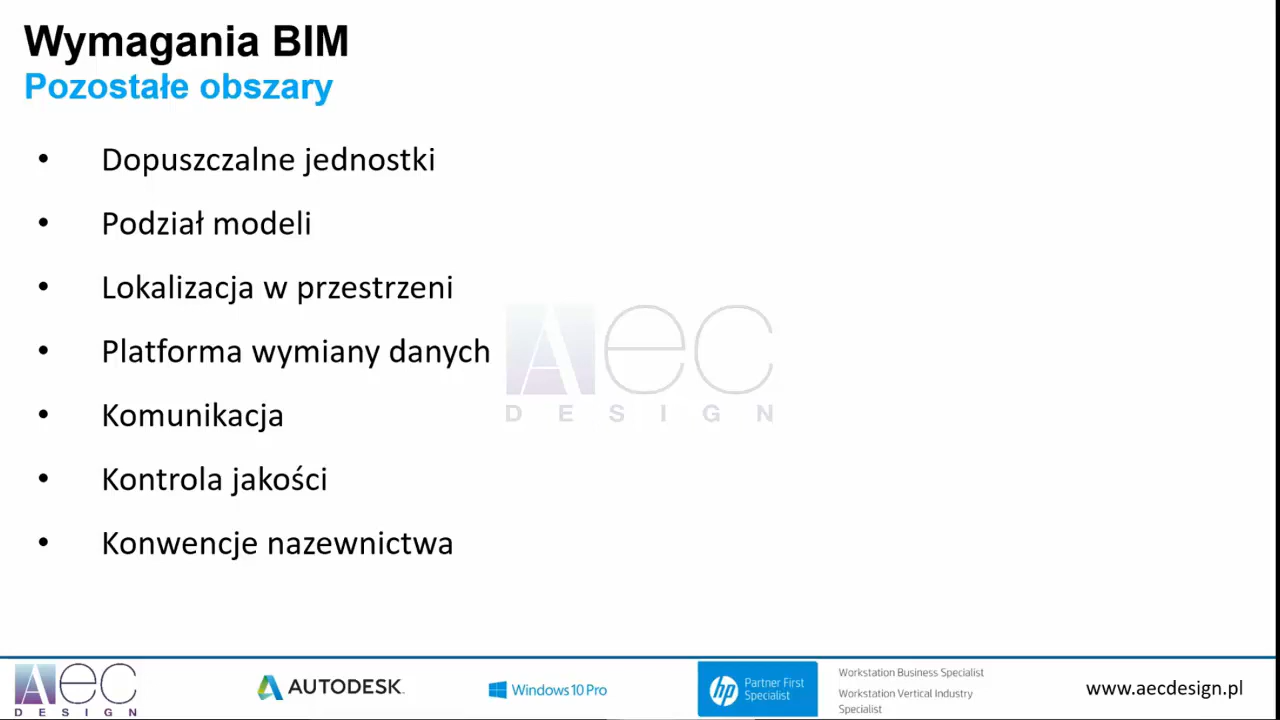 Wymagania BIM
Pozostałe obszary
• Dopuszczalne jednostki
• Podział modeli
• Lokalizacja w przestrzeni
• Platforma wymiany danych
• Komunikacja
• Kontrola jakości
• Konwencje nazewnictwa
Aec
DESIGN
Aec
DESIGN
AUTODESK.
Windows 10 Pro
hp
Partner First
Specialist
Workstation Business Specialist
Workstation Vertical Industry
Specialist
www.aecdesign.pl